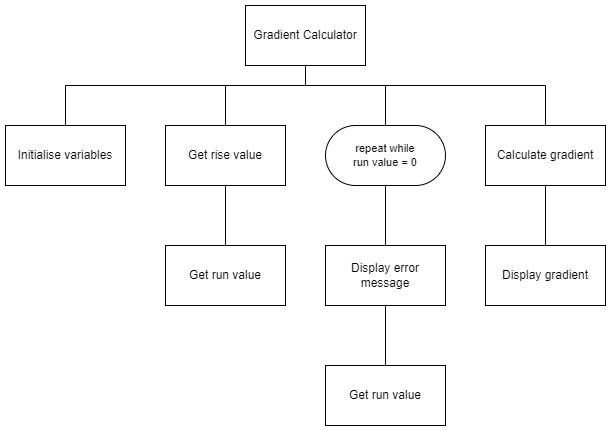 Gradient Calculator
Initialise variables
Get rise value
repeat while
run value = 0
Calculate gradient
Get run value
Display error
message
Display gradient
Get run value